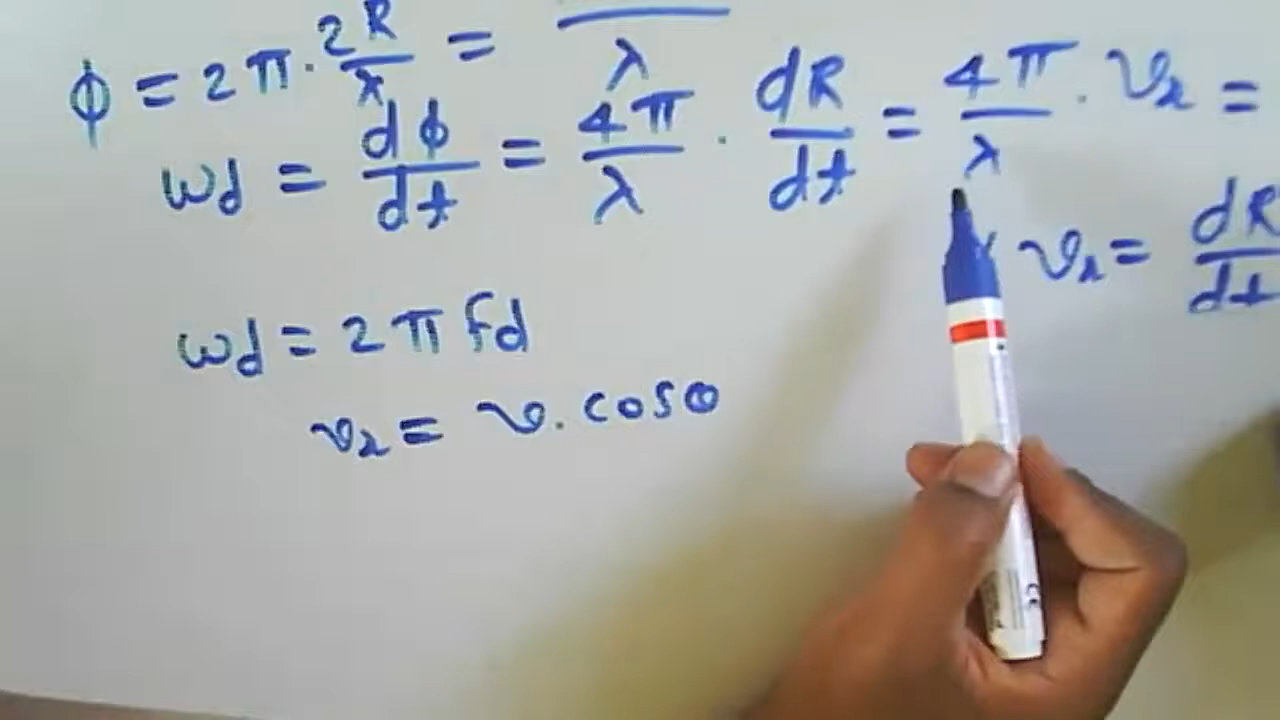 ϕ = 2π · 2R/λ = /λ
ωd = dϕ/dt = 4π/λ · dR/dt = 4π/λ · vr =
vr = dR/dt
ωd = 2π fd
vr = v. cosθ